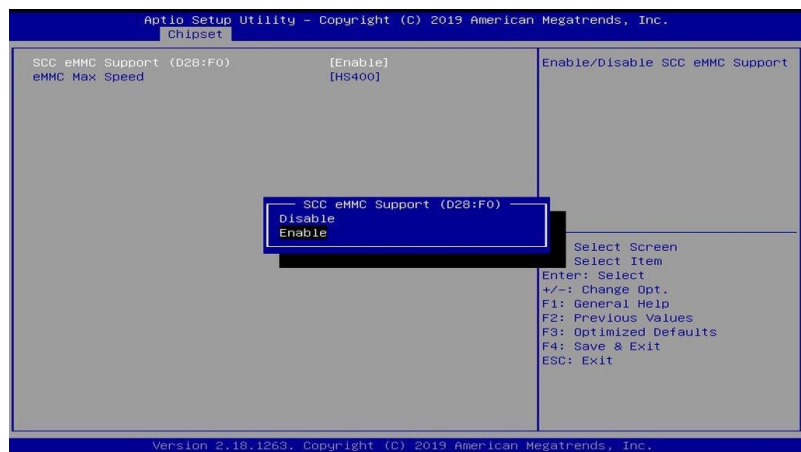 Aptio Setup Utility – Copyright (C) 2019 American Megatrends, Inc.
Chipset
SCC eMMC Support (D28:F0) [Enable]
eMMC Max Speed [HS400]
Enable/Disable SCC eMMC Support
SCC eMMC Support (D28:F0)
Disable
Enable
Select Screen
Select Item
Enter: Select
+/-: Change Opt.
F1: General Help
F2: Previous Values
F3: Optimized Defaults
F4: Save & Exit
ESC: Exit
Version 2.18.1263. Copyright (C) 2019 American Megatrends, Inc.